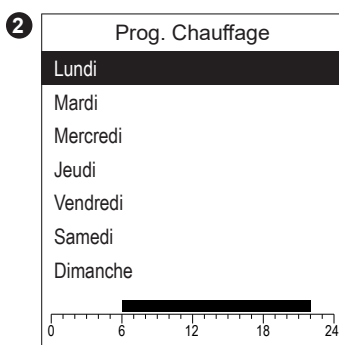 2
Prog. Chauffage
Lundi
Mardi
Mercredi
Jeudi
Vendredi
Samedi
Dimanche
0 6 12 18 24